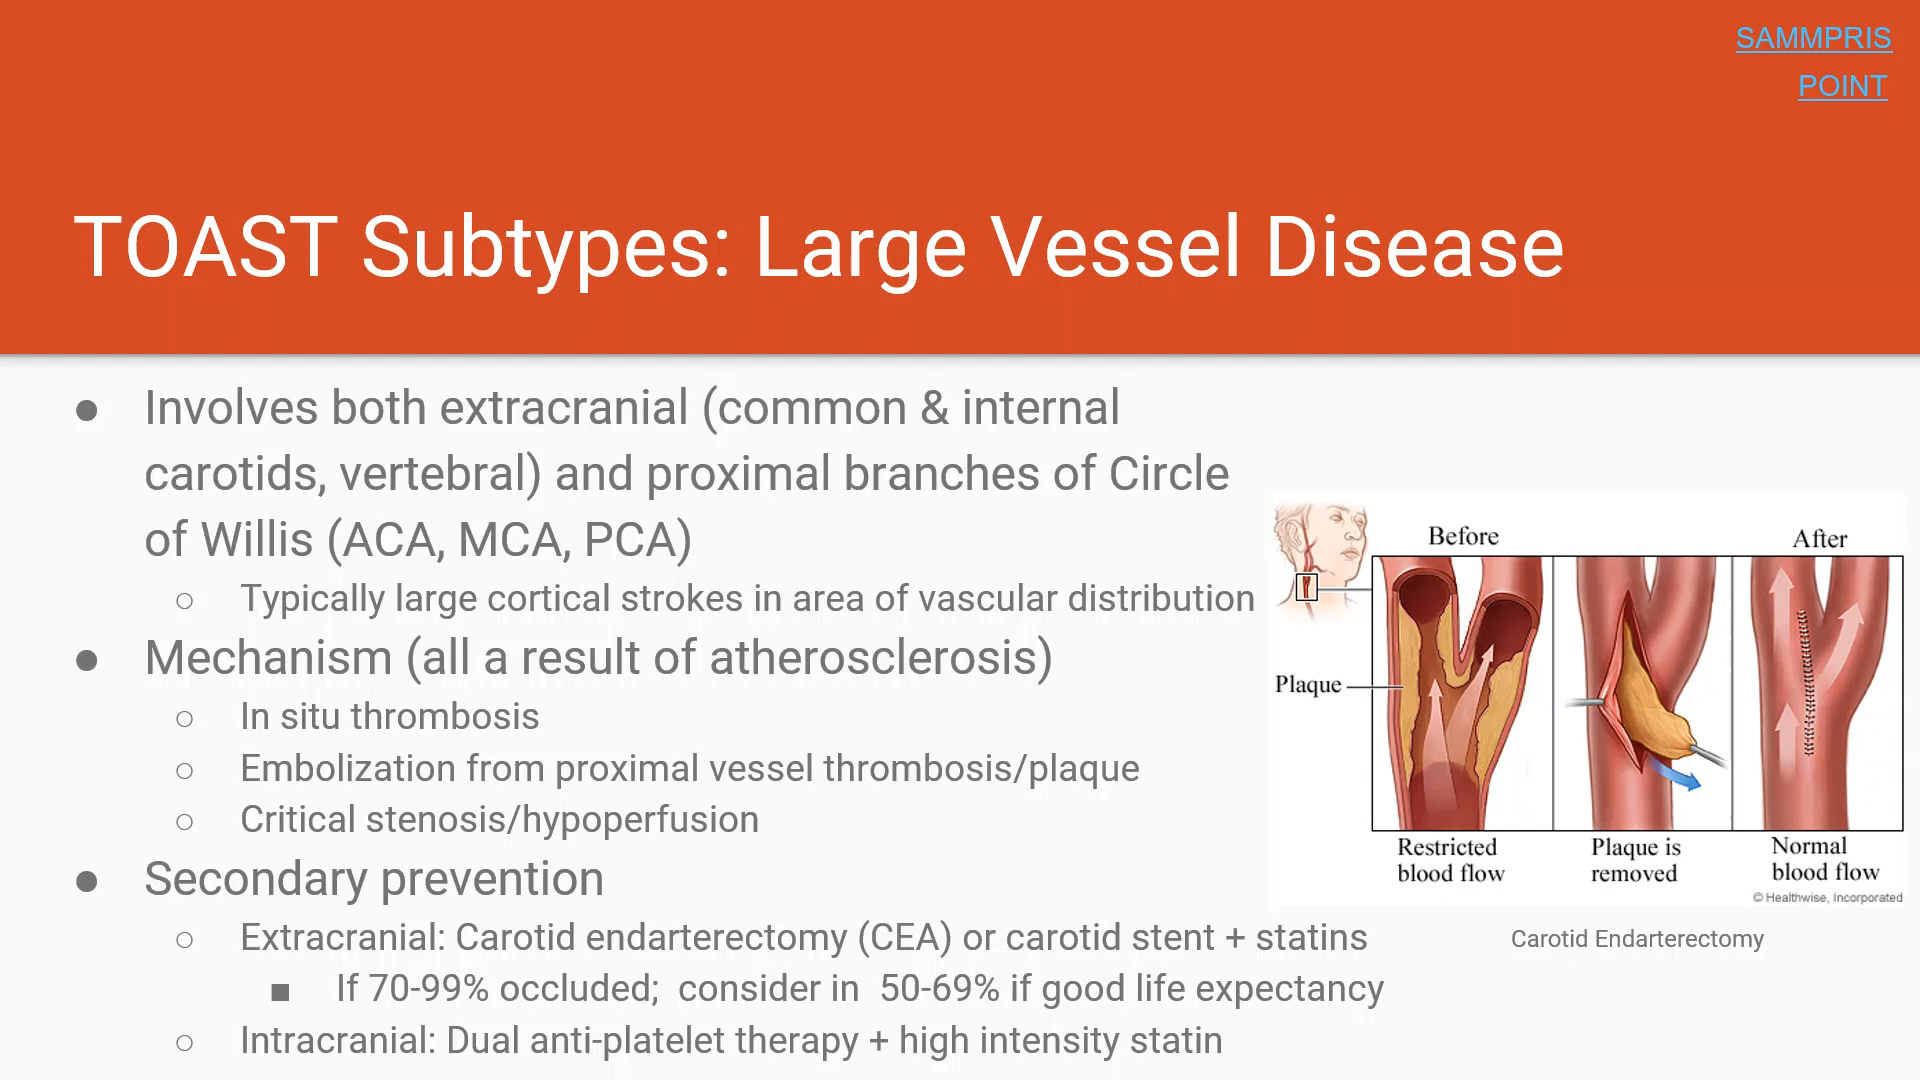 SAMMPRIS
POINT
TOAST Subtypes: Large Vessel Disease
● Involves both extracranial (common & internal
carotids, vertebral) and proximal branches of Circle
of Willis (ACA, MCA, PCA)
○ Typically large cortical strokes in area of vascular distribution
● Mechanism (all a result of atherosclerosis)
○ In situ thrombosis
○ Embolization from proximal vessel thrombosis/plaque
○ Critical stenosis/hypoperfusion
● Secondary prevention
○ Extracranial: Carotid endarterectomy (CEA) or carotid stent + statins
■ If 70-99% occluded;  consider in  50-69% if good life expectancy
○ Intracranial: Dual anti-platelet therapy + high intensity statin
Before
After
Plaque
Restricted
blood flow
Plaque is
removed
Normal
blood flow
© Healthwise, Incorporated
Carotid Endarterectomy